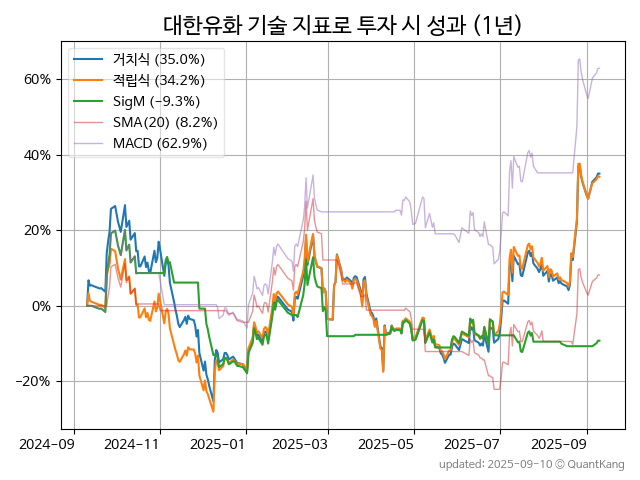 대한유화 기술 지표로 투자 시 성과 (1년)
거치식 (35.0%)
적립식 (34.2%)
SigM (−9.3%)
SMA(20) (8.2%)
MACD (62.9%)
60%
40%
20%
0%
−20%
2024-09 2024-11 2025-01 2025-03 2025-05 2025-07 2025-09
updated: 2025-09-10 © QuantKang